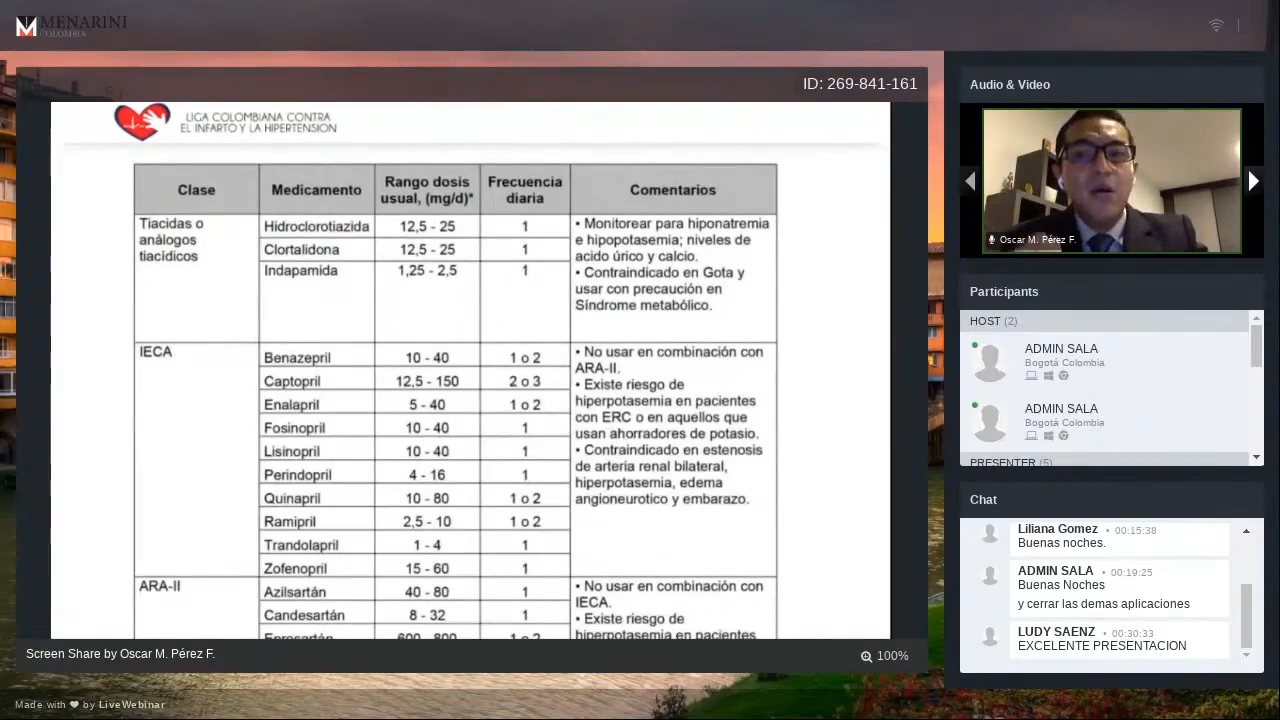 MENARINI
COLOMBIA
ID: 269-841-161
LIGA COLOMBIANA CONTRA
EL INFARTO Y LA HIPERTENSION
Clase
Medicamento
Rango dosis
usual, (mg/d)*
Frecuencia
diaria
Comentarios
Tiacidas o
análogos
tiacídicos
Hidroclorotiazida 12,5 - 25 1
Clortalidona 12,5 - 25 1
Indapamida 1,25 - 2,5 1
• Monitorear para hiponatremia
e hipopotasemia; niveles de
acido úrico y calcio.
• Contraindicado en Gota y
usar con precaución en
Síndrome metabólico.
IECA
Benazepril 10 - 40 1 o 2
Captopril 12,5 - 150 2 o 3
Enalapril 5 - 40 1 o 2
Fosinopril 10 - 40 1
Lisinopril 10 - 40 1
Perindopril 4 - 16 1
Quinapril 10 - 80 1 o 2
Ramipril 2,5 - 10 1 o 2
Trandolapril 1 - 4 1
Zofenopril 15 - 60 1
• No usar en combinación con
ARA-II.
• Existe riesgo de
hiperpotasemia en pacientes
con ERC o en aquellos que
usan ahorradores de potasio.
• Contraindicado en estenosis
de arteria renal bilateral,
hiperpotasemia, edema
angioneurotico y embarazo.
ARA-II
Azilsartán 40 - 80 1
Candesartán 8 - 32 1
Eprosartán 600 - 800 1 o 2
• No usar en combinación con
IECA.
• Existe riesgo de
hiperpotasemia en pacientes
Screen Share by Oscar M. Pérez F.
100%
Made with ❤ by LiveWebinar
Audio & Video
Oscar M. Pérez F.
Participants
HOST (2)
ADMIN SALA
Bogotá Colombia
ADMIN SALA
Bogotá Colombia
PRESENTER (5)
Chat
Liliana Gomez • 00:15:38
Buenas noches.
ADMIN SALA • 00:19:25
Buenas Noches
y cerrar las demas aplicaciones
LUDY SAENZ • 00:30:33
EXCELENTE PRESENTACION